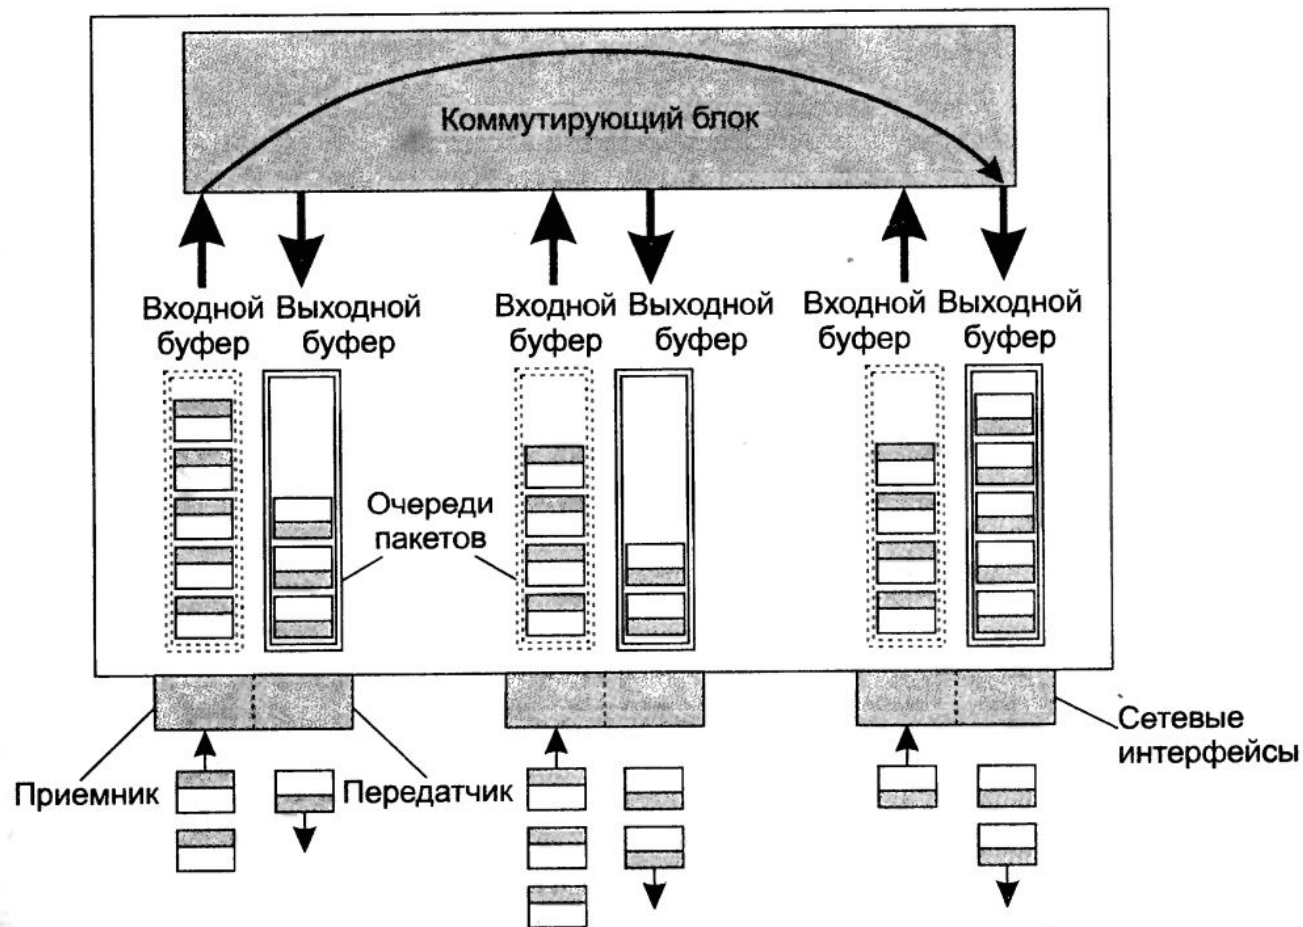 Коммутирующий блок
Входной
буфер
Выходной
буфер
Входной
буфер
Выходной
буфер
Входной
буфер
Выходной
буфер
Очереди
пакетов
Приемник
Передатчик
Сетевые
интерфейсы